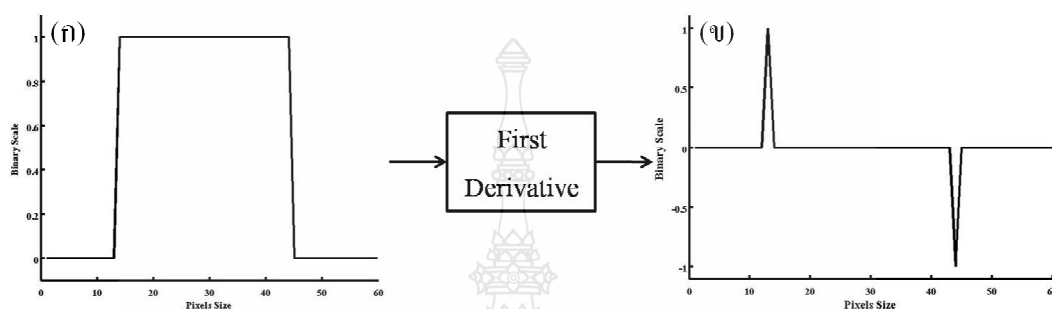 (ก)
1
0.8
0.6
0.4
0.2
0
Binary Scale
0 10 20 30 40 50 60
Pixels Size
First
Derivative
(ข)
1
0.5
0
-0.5
-1
Binary Scale
0 10 20 30 40 50 60
Pixels Size